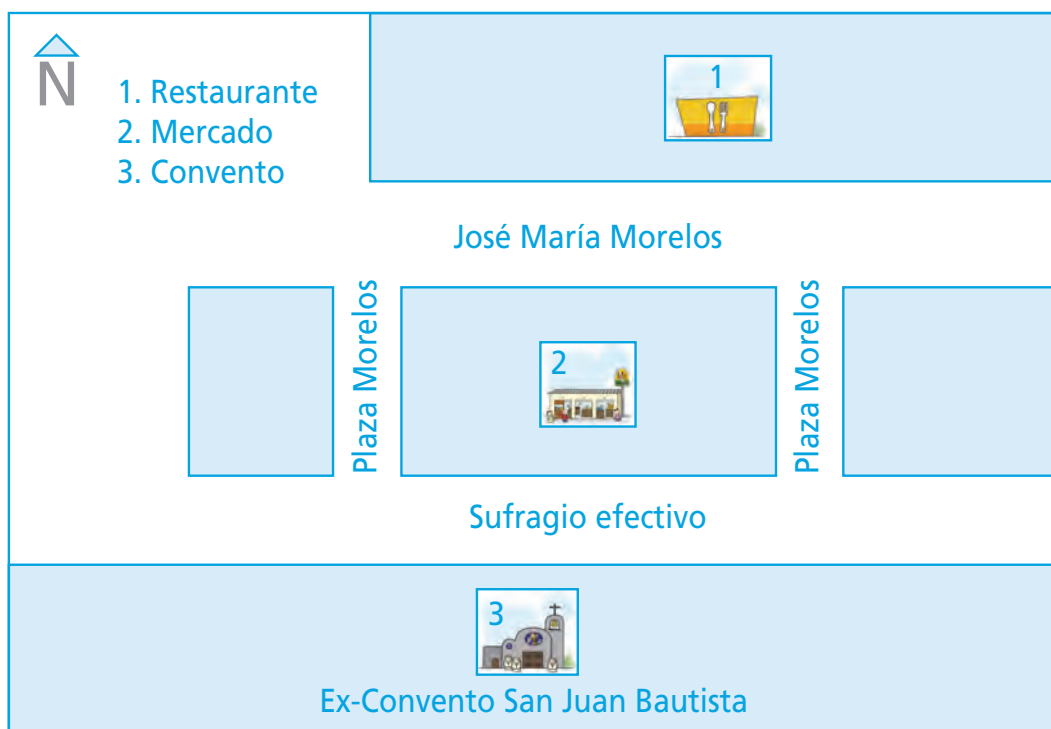 N
1. Restaurante
2. Mercado
3. Convento
1
José María Morelos
Plaza Morelos
2
Plaza Morelos
Sufragio efectivo
3
Ex-Convento San Juan Bautista